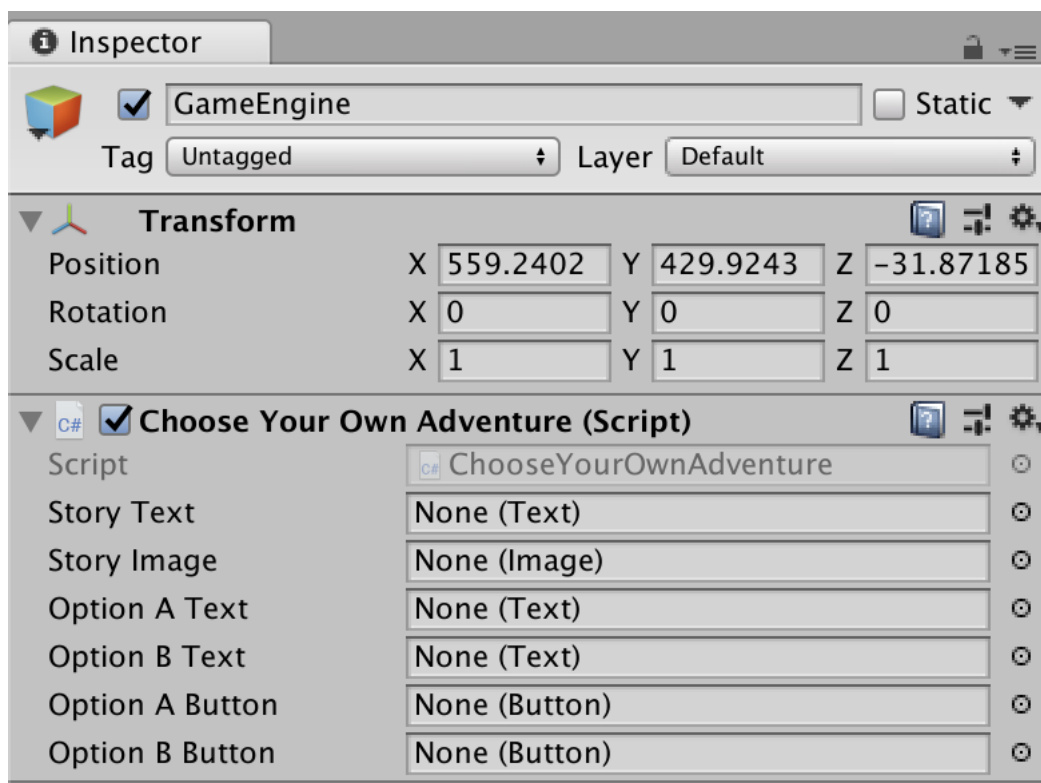 Inspector
GameEngine Static
Tag Untagged Layer Default
Transform
Position X 559.2402 Y 429.9243 Z -31.87185
Rotation X 0 Y 0 Z 0
Scale X 1 Y 1 Z 1
C# Choose Your Own Adventure (Script)
Script C# ChooseYourOwnAdventure
Story Text None (Text)
Story Image None (Image)
Option A Text None (Text)
Option B Text None (Text)
Option A Button None (Button)
Option B Button None (Button)